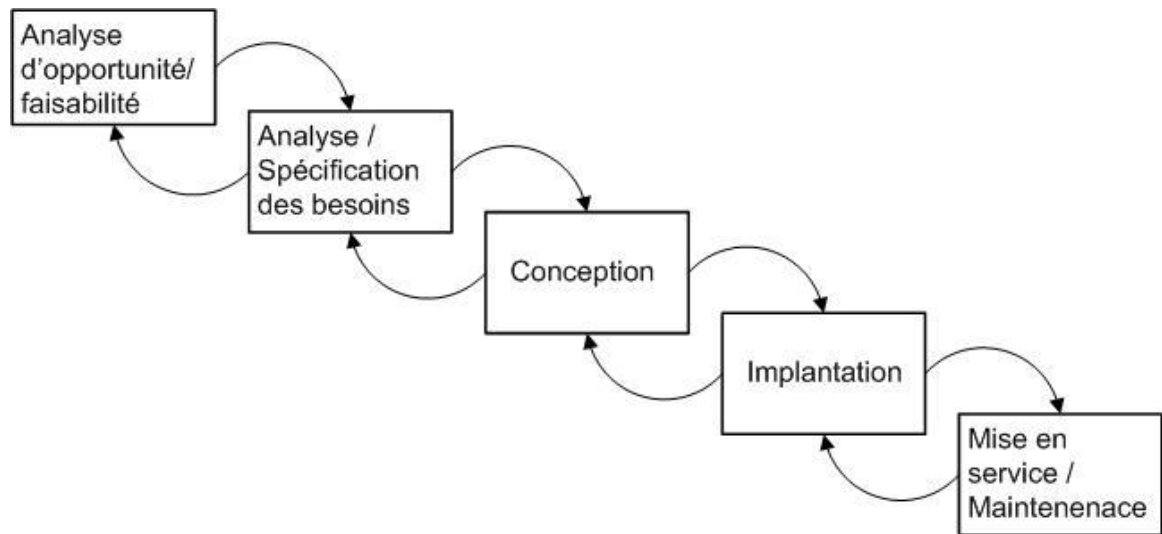 Analyse
d'opportunité/
faisabilité
Analyse /
Spécification
des besoins
Conception
Implantation
Mise en
service /
Maintenenace